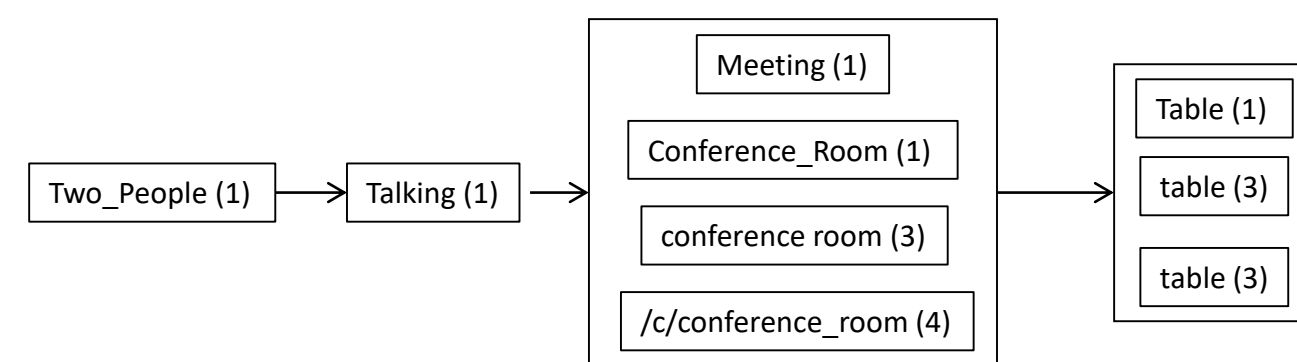 Two_People (1)
Talking (1)
Meeting (1)
Conference_Room (1)
conference room (3)
/c/conference_room (4)
Table (1)
table (3)
table (3)